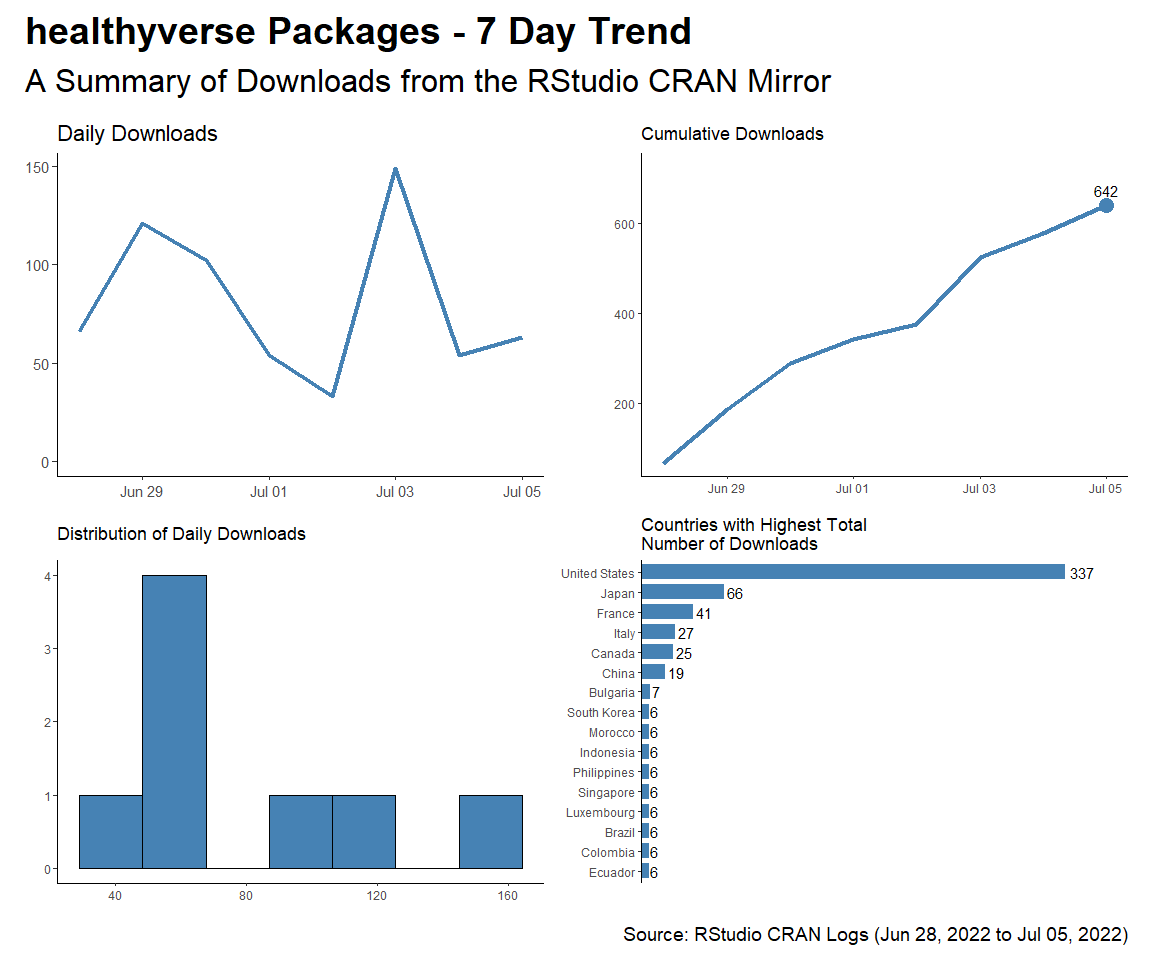 healthyverse Packages - 7 Day Trend
A Summary of Downloads from the RStudio CRAN Mirror
Daily Downloads
150
100
50
0
Jun 29 Jul 01 Jul 03 Jul 05
Cumulative Downloads
642
600
400
200
Jun 29 Jul 01 Jul 03 Jul 05
Distribution of Daily Downloads
4
3
2
1
0
40 80 120 160
Countries with Highest Total
Number of Downloads
United States 337
Japan 66
France 41
Italy 27
Canada 25
China 19
Bulgaria 7
South Korea 6
Morocco 6
Indonesia 6
Philippines 6
Singapore 6
Luxembourg 6
Brazil 6
Colombia 6
Ecuador 6
Source: RStudio CRAN Logs (Jun 28, 2022 to Jul 05, 2022)